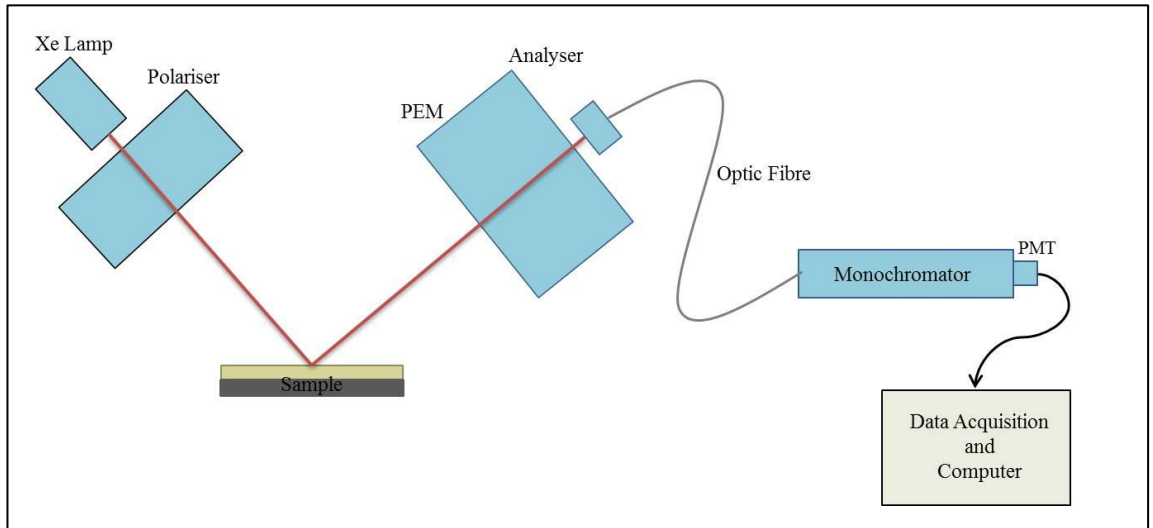 Xe Lamp
Polariser
Analyser
PEM
Optic Fibre
PMT
Monochromator
Sample
Data Acquisition
and
Computer